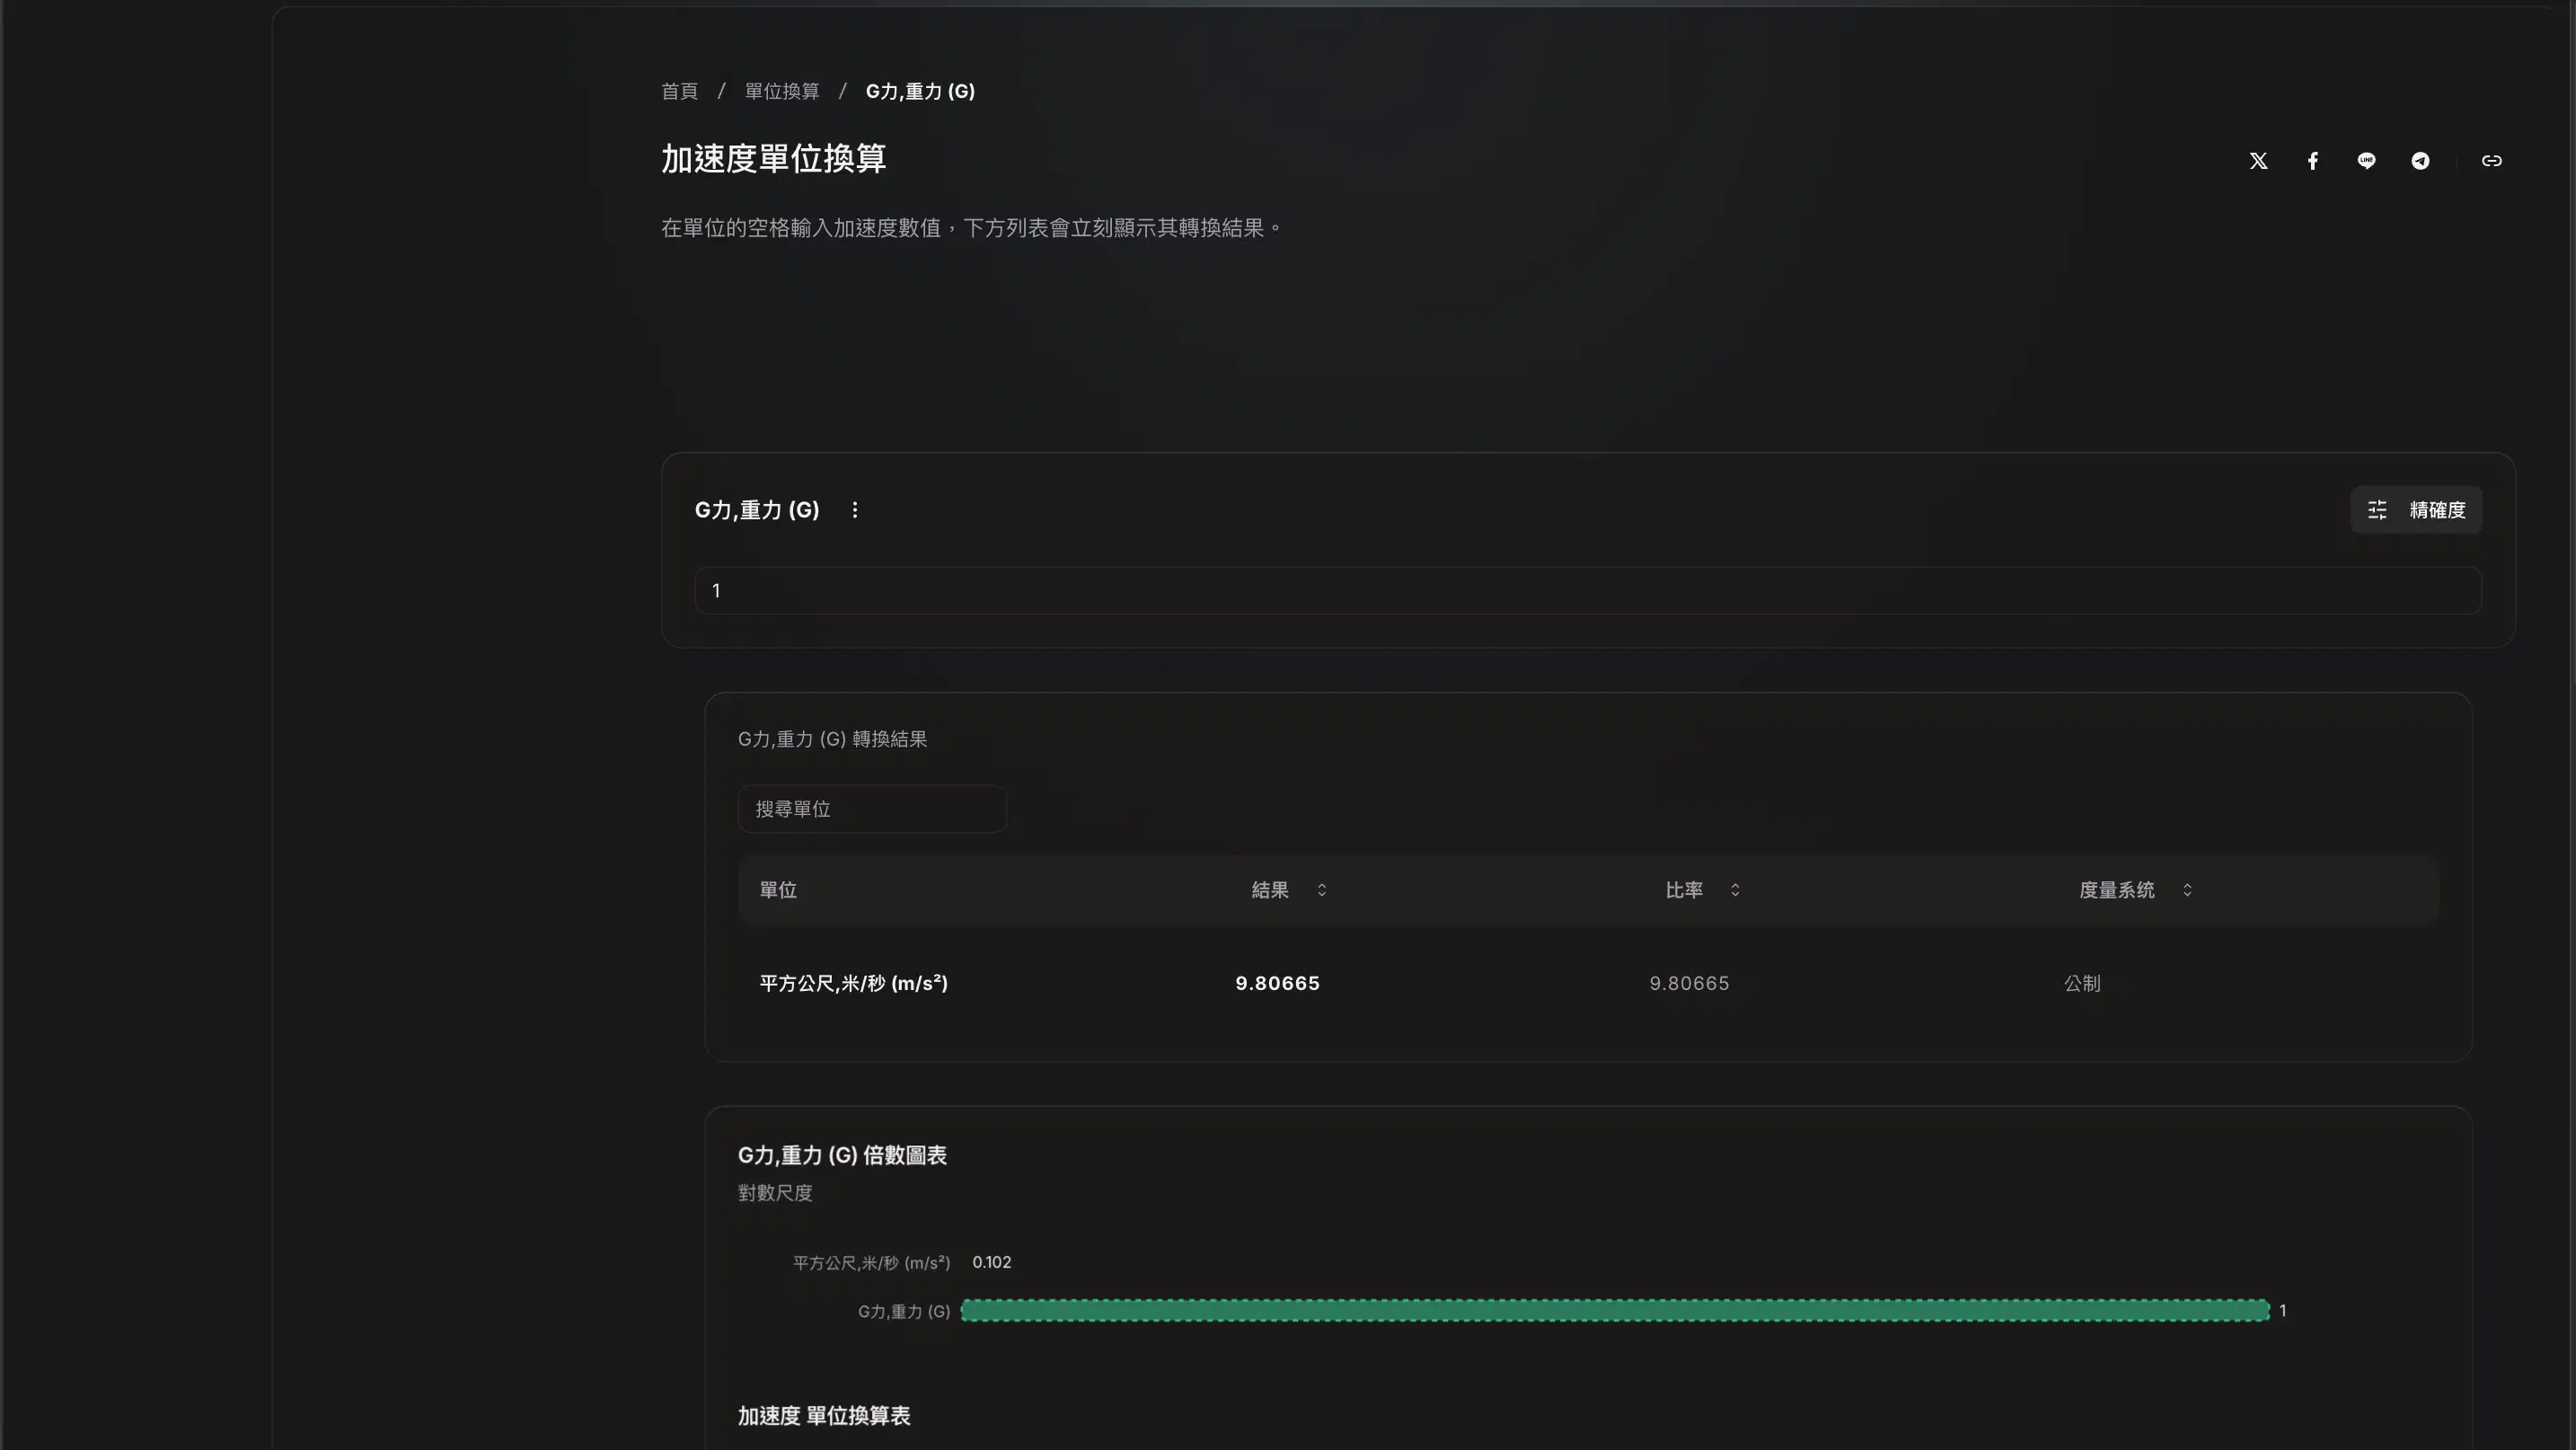 首頁 / 單位換算 / G力,重力 (G)
加速度單位換算
在單位的空格輸入加速度數值，下方列表會立刻顯示其轉換結果。
G力,重力 (G)
精確度
1
G力,重力 (G) 轉換結果
搜尋單位
單位 結果 比率 度量系统
平方公尺,米/秒 (m/s²) 9.80665 9.80665 公制
G力,重力 (G) 倍數圖表
對數尺度
平方公尺,米/秒 (m/s²) 0.102
G力,重力 (G) 1
加速度 單位換算表